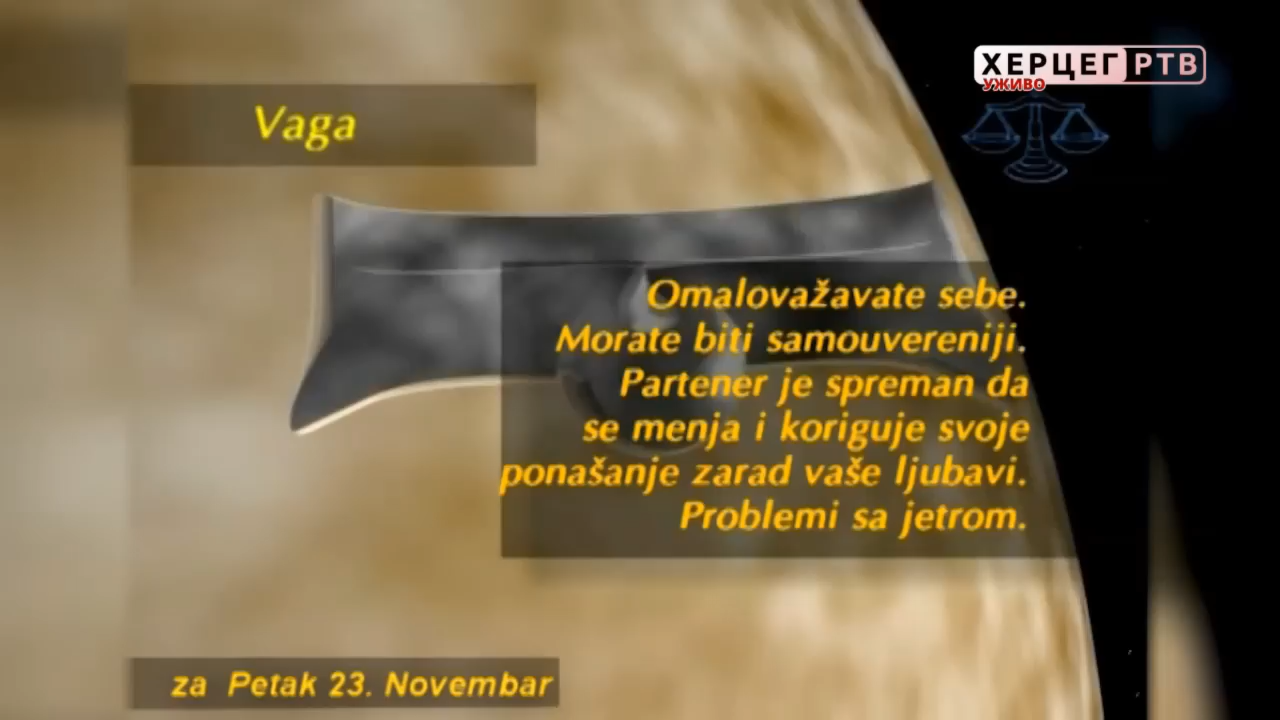 ХЕРЦЕГ РТВ
УЖИВО
Vaga
Omalovažavate sebe.
Morate biti samouvereniji.
Partener je spreman da
se menja i koriguje svoje
ponašanje zarad vaše ljubavi.
Problemi sa jetrom.
za Petak 23. Novembar